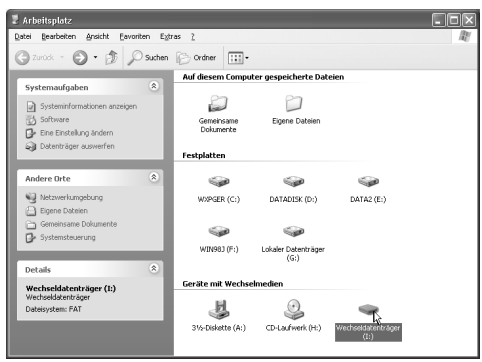 Arbeitsplatz
Datei Bearbeiten Ansicht Favoriten Extras ?
Zurück Suchen Ordner
Systemaufgaben
Systeminformationen anzeigen
Software
Eine Einstellung ändern
Datenträger auswerfen
Andere Orte
Netzwerkumgebung
Eigene Dateien
Gemeinsame Dokumente
Systemsteuerung
Details
Wechseldatenträger (I:)
Wechseldatenträger
Dateisystem: FAT
Auf diesem Computer gespeicherte Dateien
Gemeinsame Dokumente
Eigene Dateien
Festplatten
WXPGER (C:)
DATADISK (D:)
DATA2 (E:)
WIN98J (F:)
Lokaler Datenträger (G:)
Geräte mit Wechselmedien
3½-Diskette (A:)
CD-Laufwerk (H:)
Wechseldatenträger (I:)